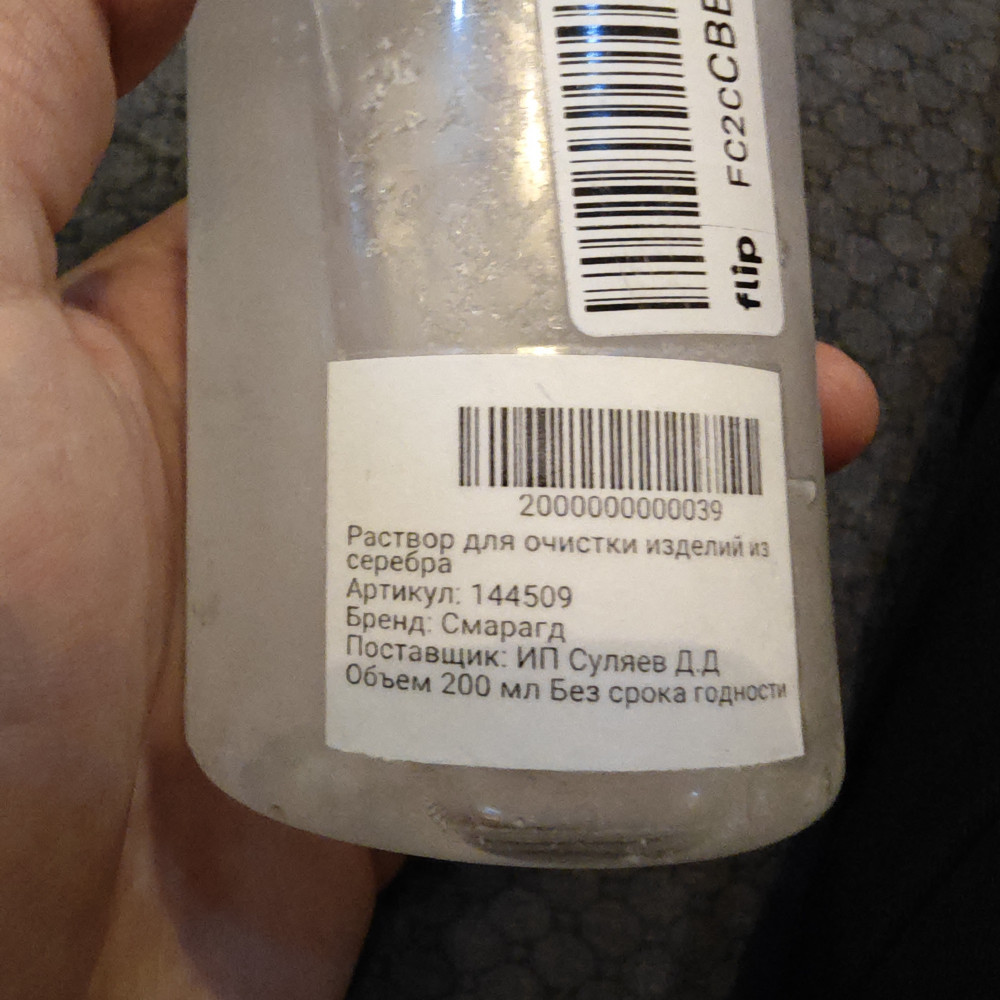 FC2CCBE
flip
2000000000039
Раствор для очистки изделий из
серебра
Артикул: 144509
Бренд: Смарагд
Поставщик: ИП Суляев Д.Д
Объем 200 мл Без срока годности